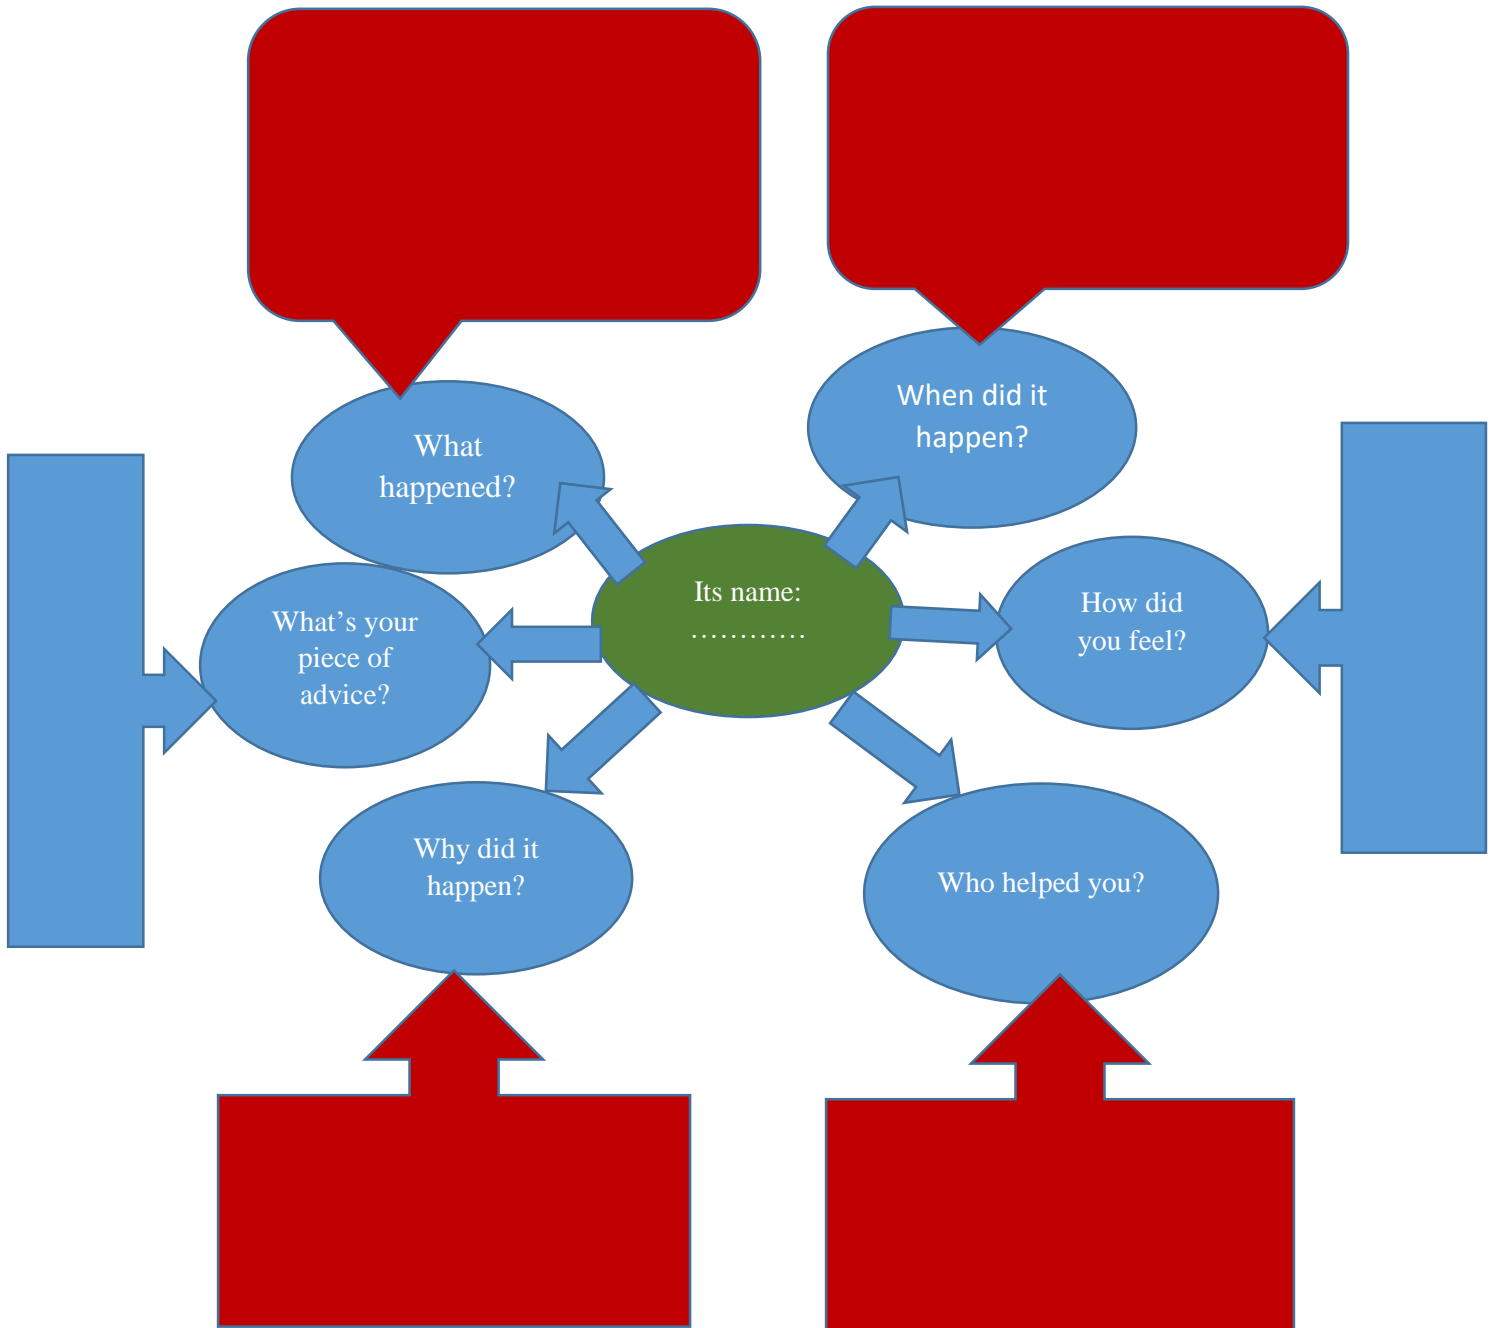 When did it
happen?
What
happened?
Its name:
…………
How did
you feel?
What’s your
piece of
advice?
Why did it
happen?
Who helped you?